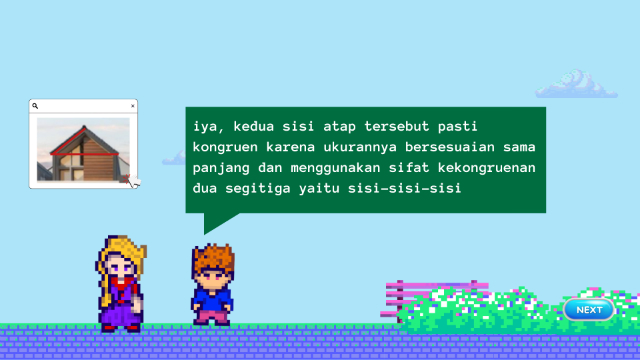 iya, kedua sisi atap tersebut pasti
kongruen karena ukurannya bersesuaian sama
panjang dan menggunakan sifat kekongruenan
dua segitiga yaitu sisi-sisi-sisi
NEXT